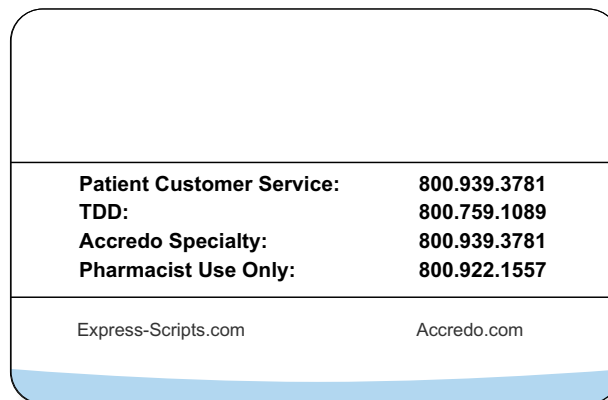 Patient Customer Service: 800.939.3781
TDD: 800.759.1089
Accredo Specialty: 800.939.3781
Pharmacist Use Only: 800.922.1557
Express-Scripts.com Accredo.com